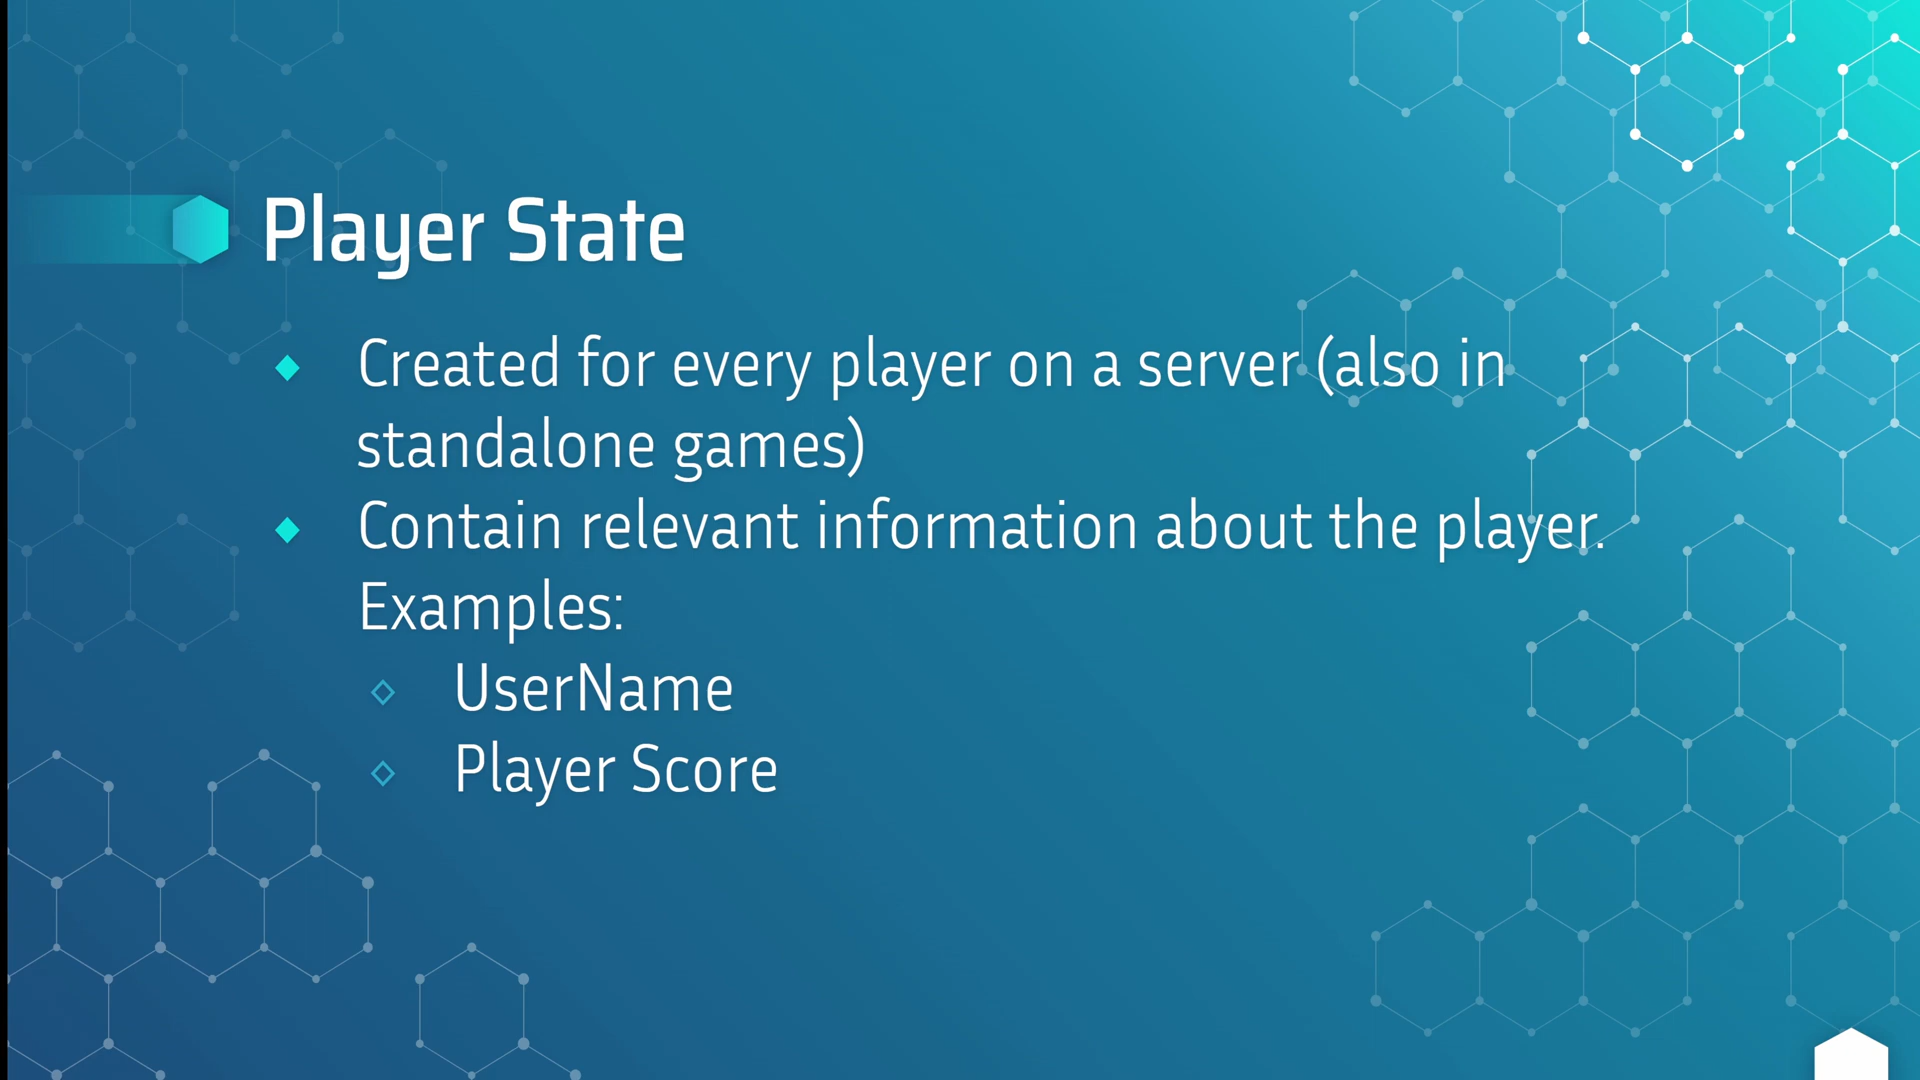 Player State
Created for every player on a server (also in
standalone games)
Contain relevant information about the player.
Examples:
UserName
Player Score